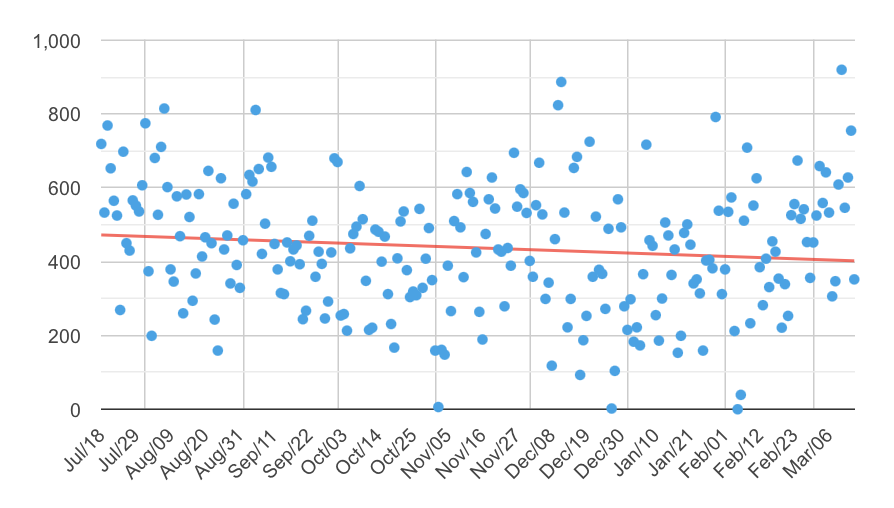 1,000
800
600
400
200
0
Jul/18
Jul/29
Aug/09
Aug/20
Aug/31
Sep/11
Sep/22
Oct/03
Oct/14
Oct/25
Nov/05
Nov/16
Nov/27
Dec/08
Dec/19
Dec/30
Jan/10
Jan/21
Feb/01
Feb/12
Feb/23
Mar/06